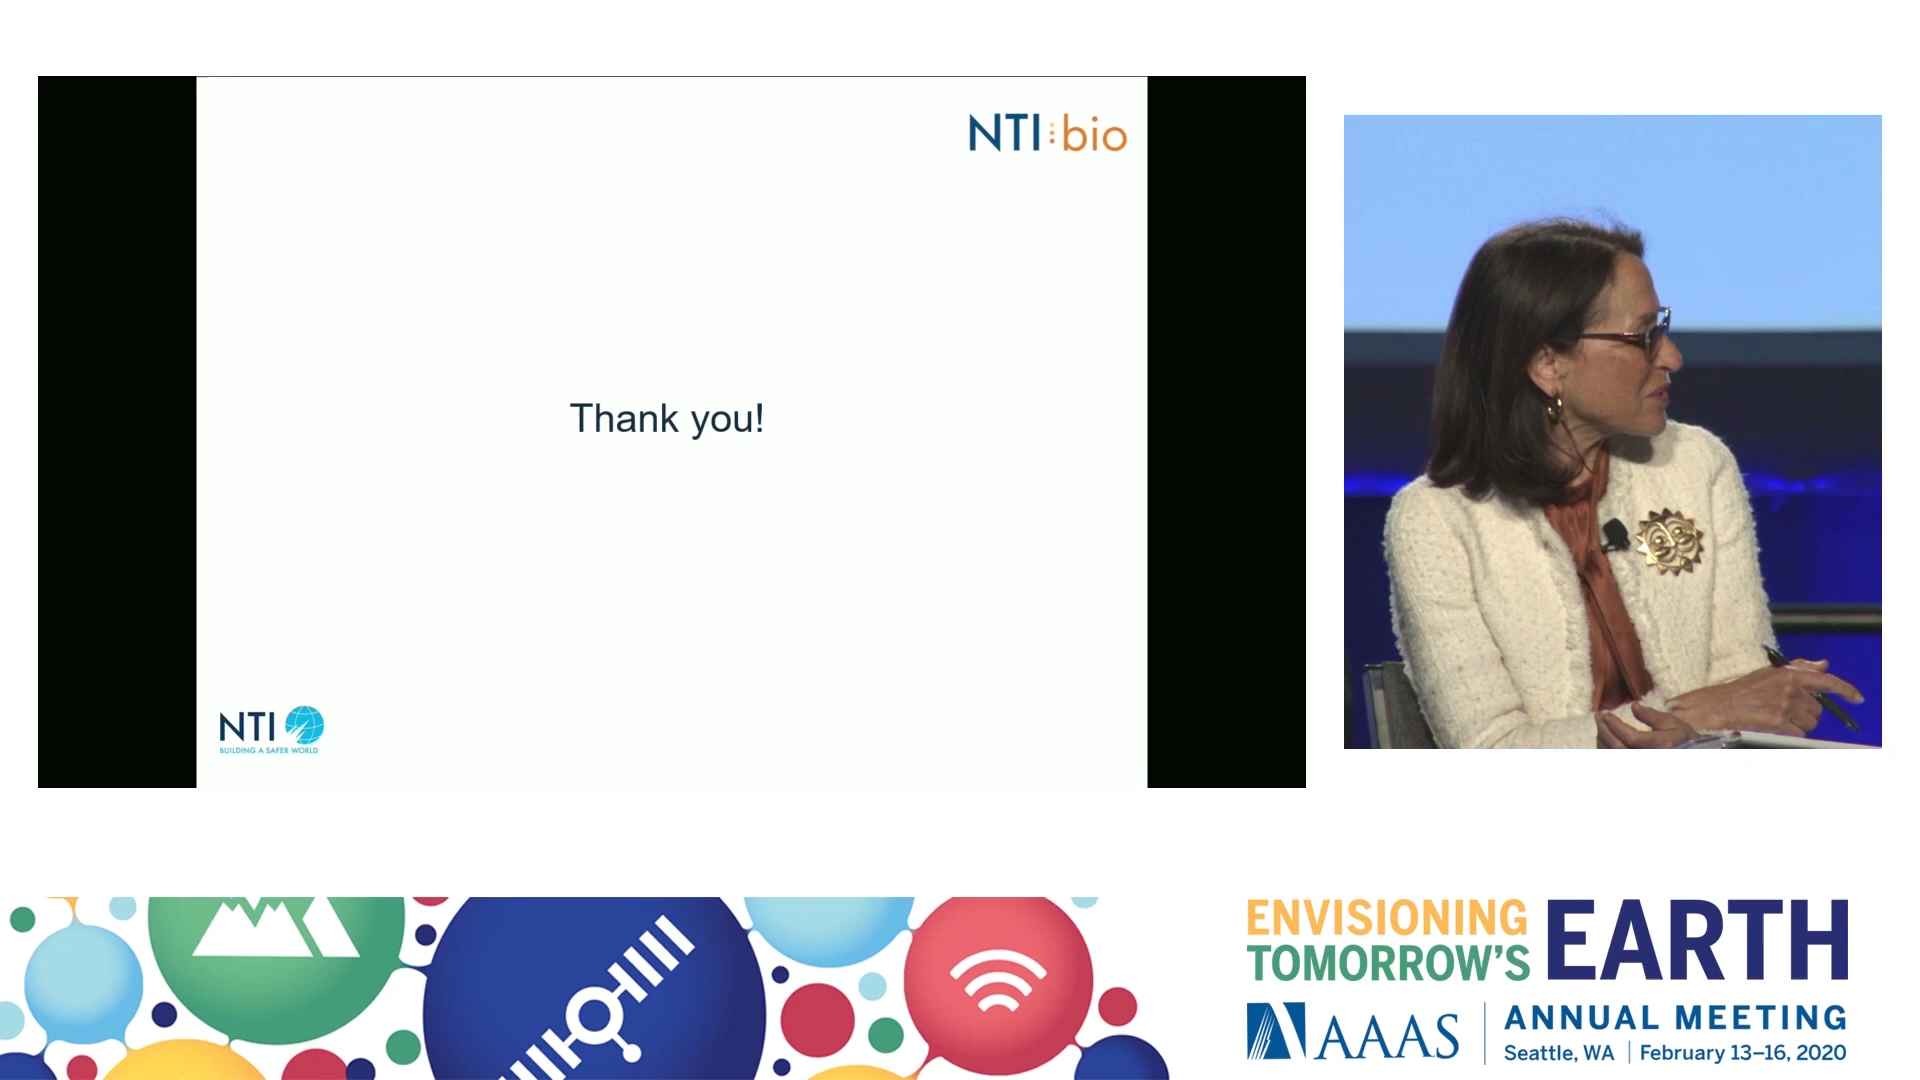 NTI:bio
Thank you!
NTI
BUILDING A SAFER WORLD
ENVISIONING
TOMORROW'S
EARTH
AAAS
ANNUAL MEETING
Seattle, WA | February 13–16, 2020